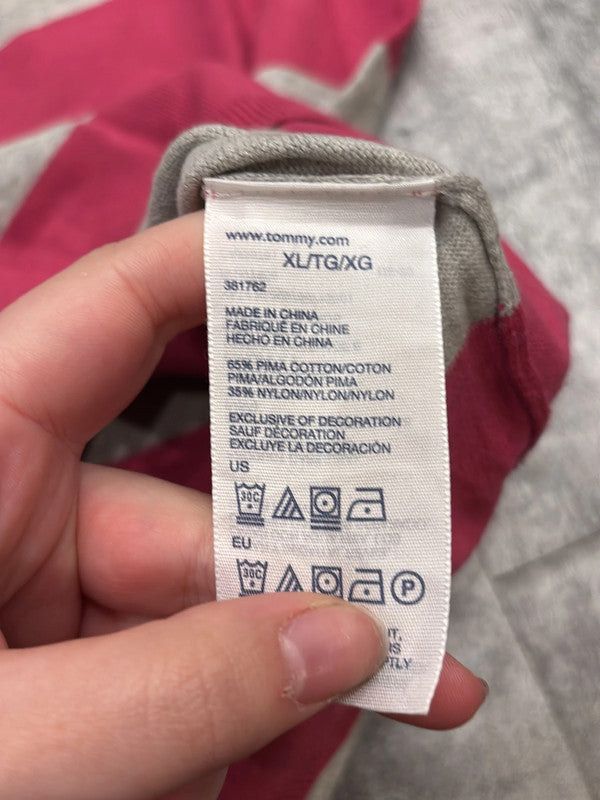 www.tommy.com
XL/TG/XG
381762
MADE IN CHINA
FABRIQUÉ EN CHINE
HECHO EN CHINA
65% PIMA COTTON/COTON
PIMA/ALGODÓN PIMA
35% NYLON/NYLON/NYLON
EXCLUSIVE OF DECORATION
SAUF DÉCORATION
EXCLUYE LA DECORACIÓN
US
30C
EU
30C P